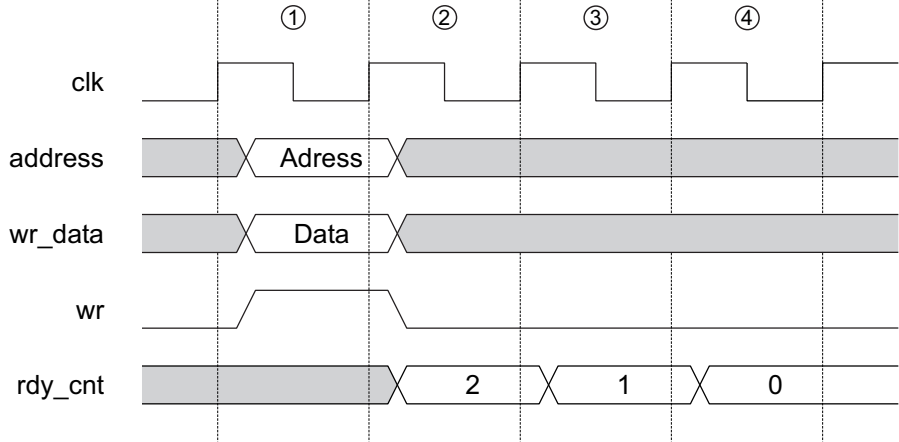 ① ② ③ ④
clk
address Adress
wr_data Data
wr
rdy_cnt 2 1 0